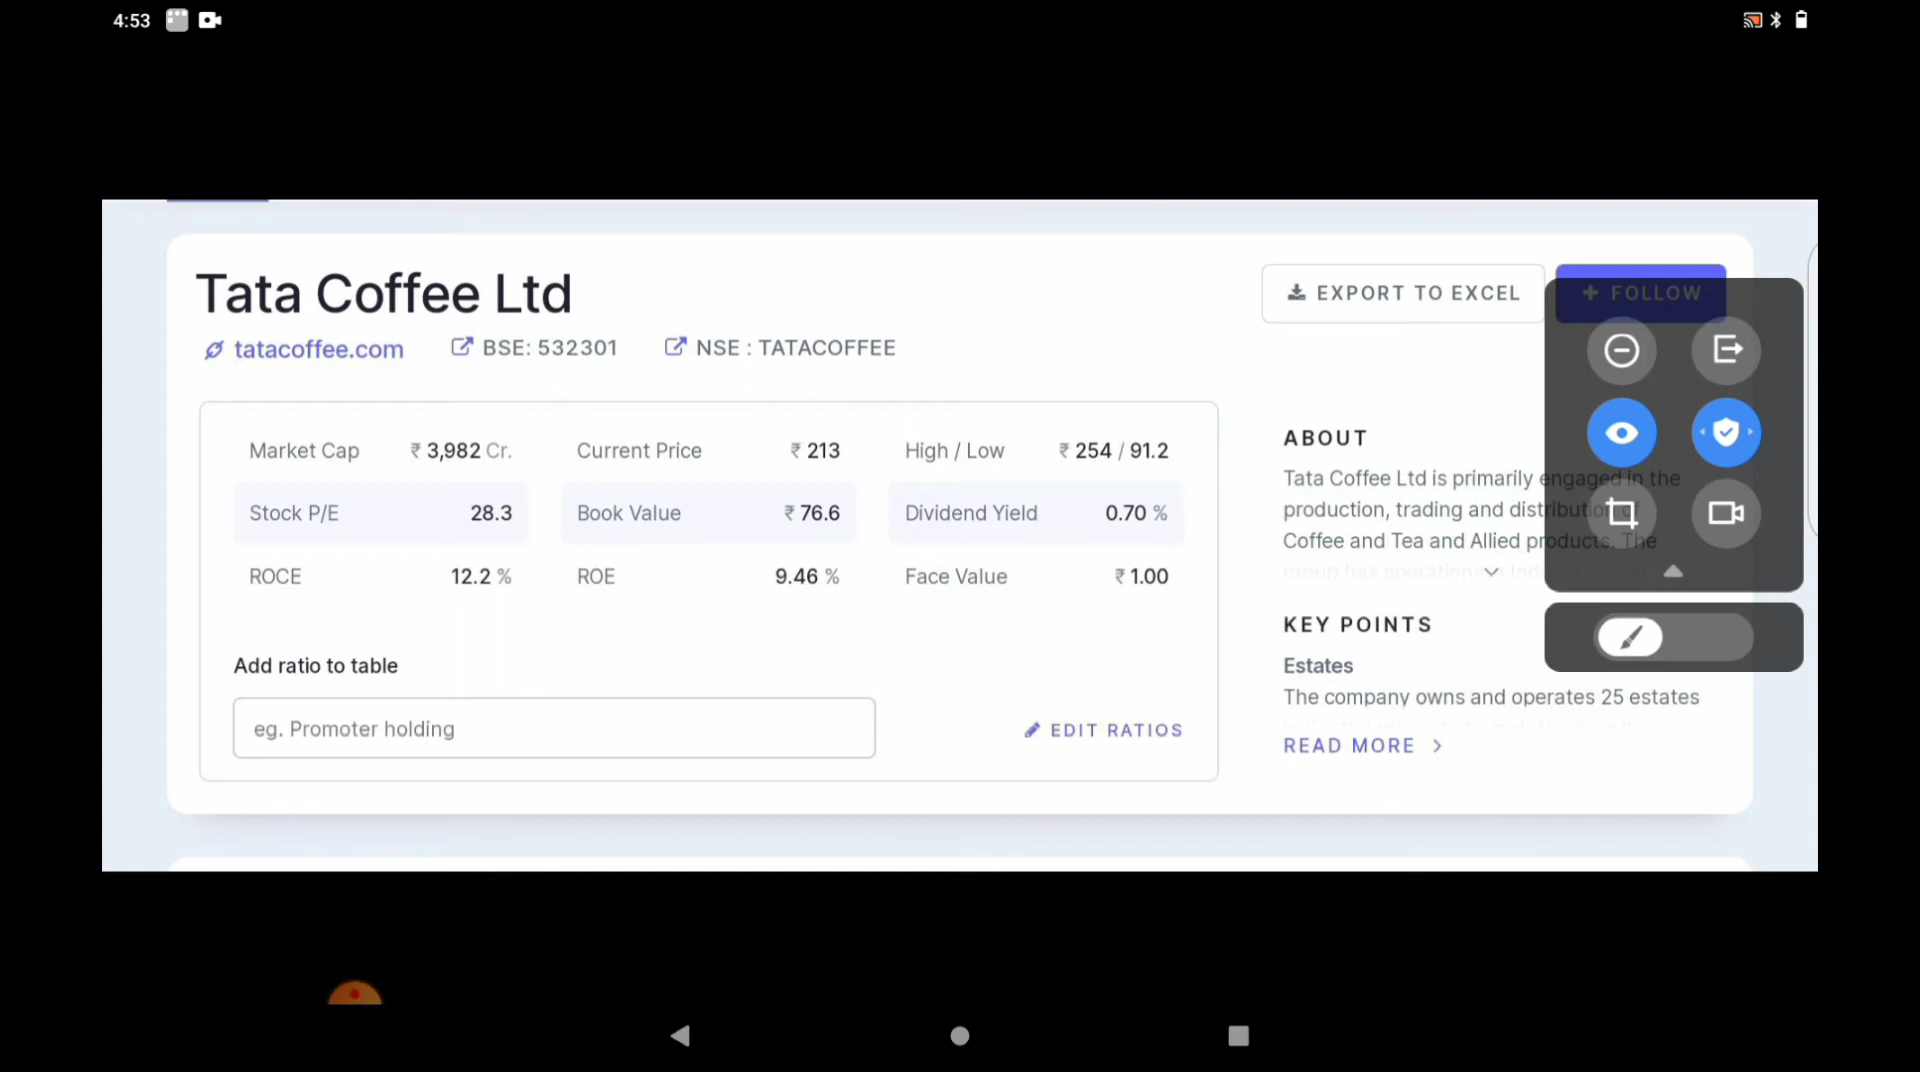 4:53
Tata Coffee Ltd
EXPORT TO EXCEL
+ FOLLOW
tatacoffee.com BSE: 532301 NSE : TATACOFFEE
Market Cap ₹ 3,982 Cr. Current Price ₹ 213 High / Low ₹ 254 / 91.2
Stock P/E 28.3 Book Value ₹ 76.6 Dividend Yield 0.70 %
ROCE 12.2 % ROE 9.46 % Face Value ₹ 1.00
Add ratio to table
eg. Promoter holding
EDIT RATIOS
ABOUT
Tata Coffee Ltd is primarily engaged in the
production, trading and distribution of
Coffee and Tea and Allied products. The
group has operations
KEY POINTS
Estates
The company owns and operates 25 estates
READ MORE